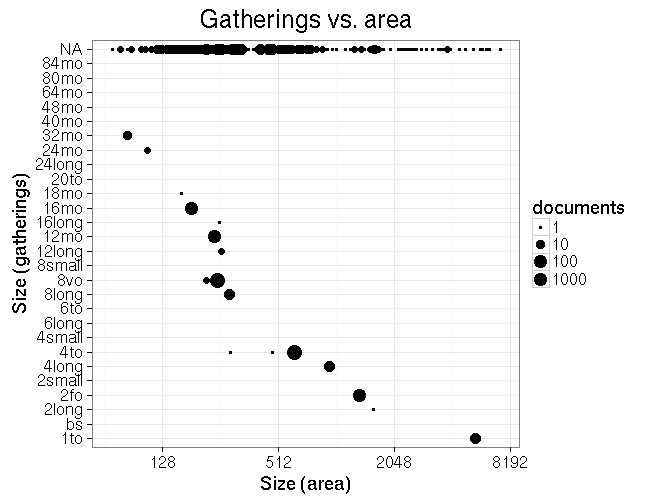 Gatherings vs. area
NA
84mo
80mo
64mo
48mo
40mo
32mo
24mo
24long
20to
18mo
16mo
16long
12mo
12long
8small
8vo
8long
6to
6long
4small
4to
4long
2small
2fo
2long
bs
1to
Size (gatherings)
128
512
2048
8192
Size (area)
documents
1
10
100
1000